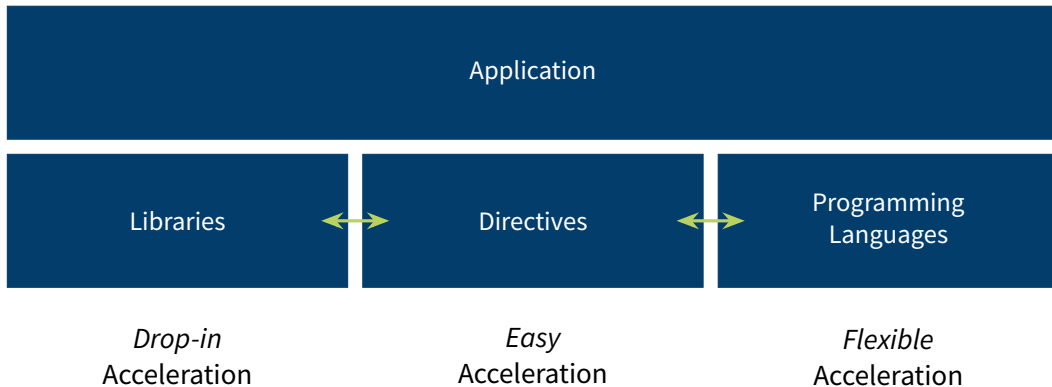 Application
Libraries
Directives
Programming
Languages
Drop-in
Acceleration
Easy
Acceleration
Flexible
Acceleration